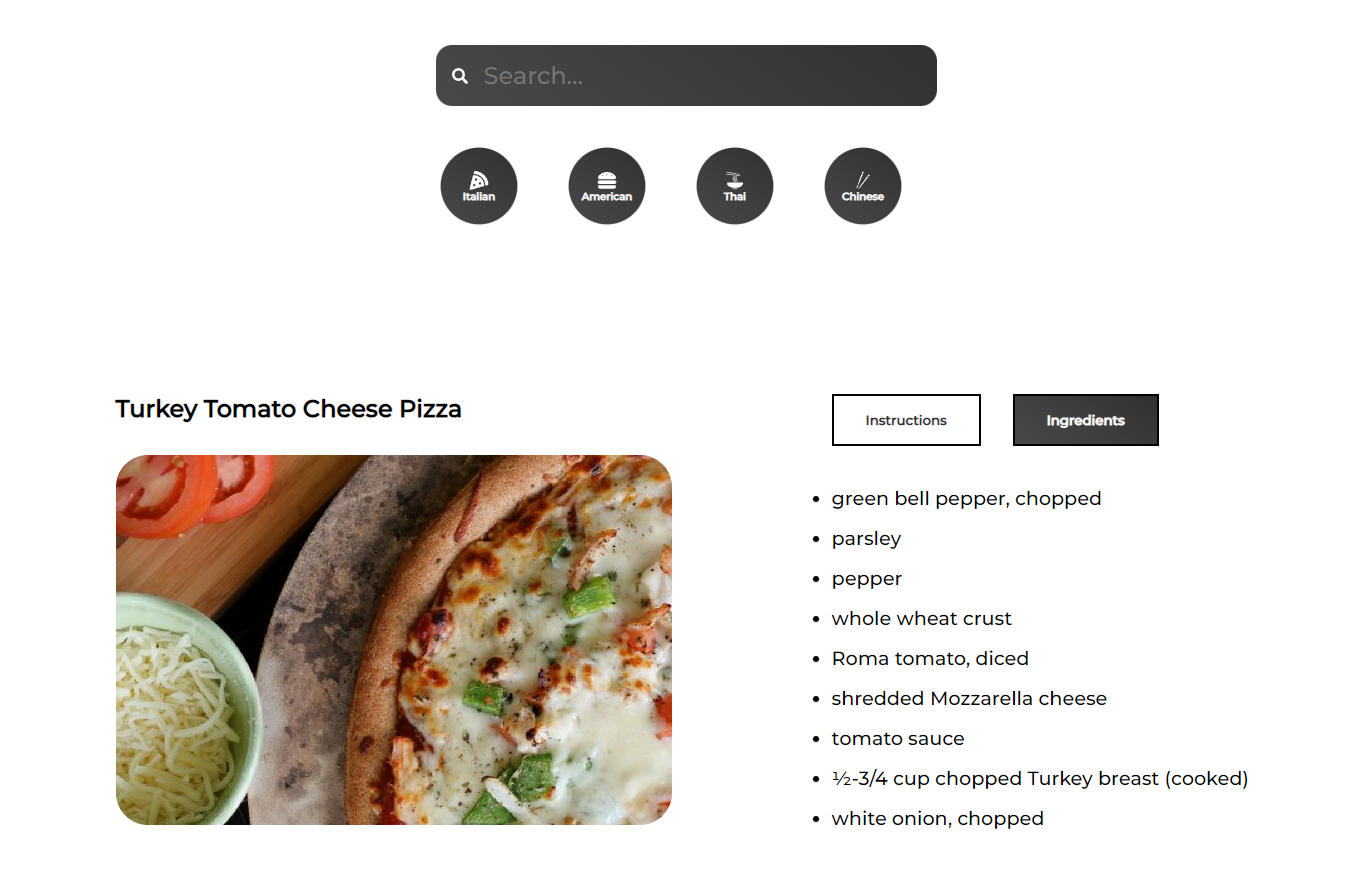 Search...
Italian
American
Thai
Chinese
Turkey Tomato Cheese Pizza
Instructions
Ingredients
green bell pepper, chopped
parsley
pepper
whole wheat crust
Roma tomato, diced
shredded Mozzarella cheese
tomato sauce
½-3/4 cup chopped Turkey breast (cooked)
white onion, chopped